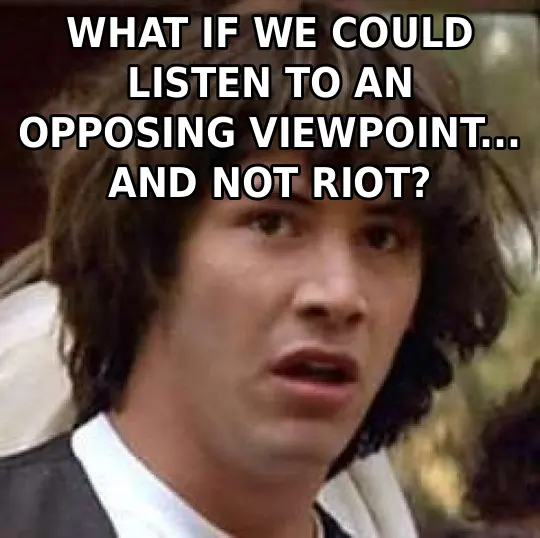 WHAT IF WE COULD
LISTEN TO AN
OPPOSING VIEWPOINT...
AND NOT RIOT?